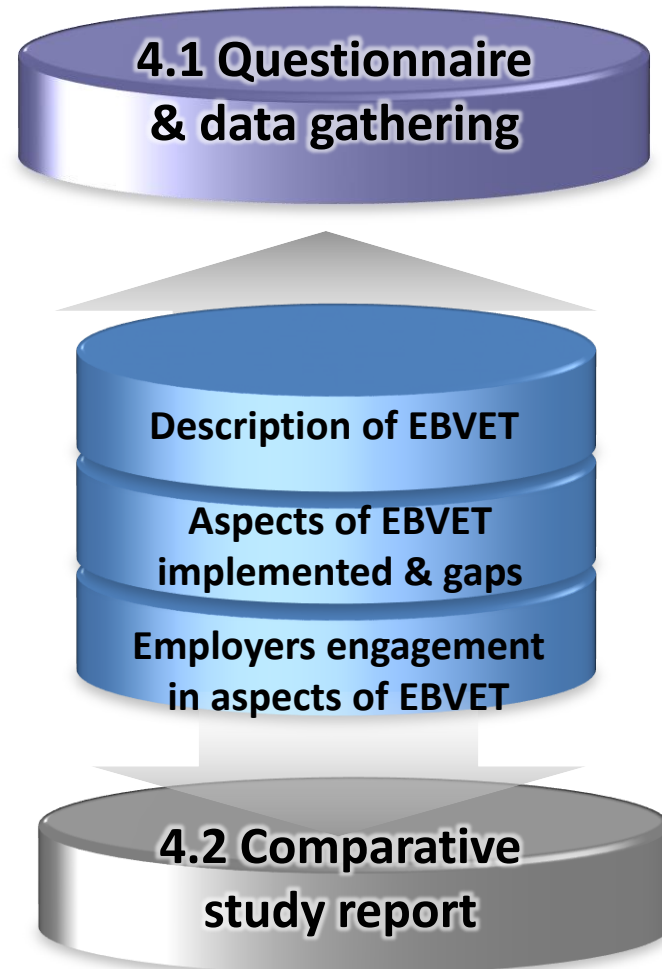 4.1 Questionnaire
& data gathering
Description of EBVET
Aspects of EBVET
implemented & gaps
Employers engagement
in aspects of EBVET
4.2 Comparative
study report